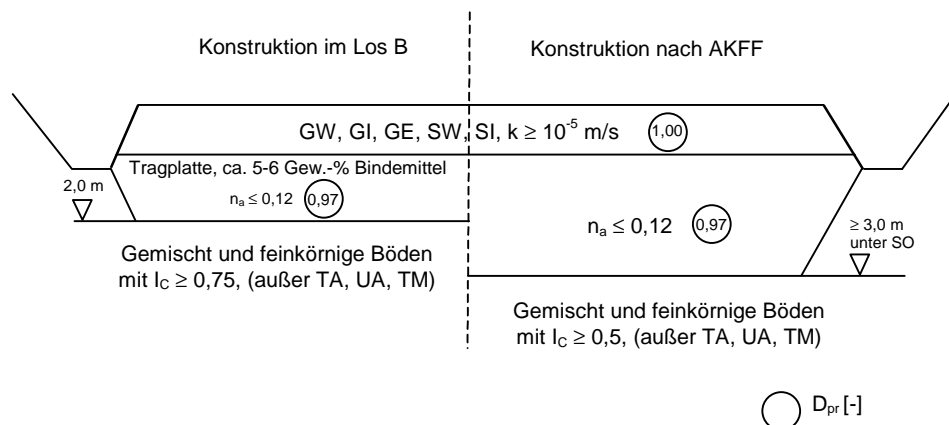 Konstruktion im Los B
Konstruktion nach AKFF
GW, GI, GE, SW, SI, k ≥ 10⁻⁵ m/s 1,00
Tragplatte, ca. 5-6 Gew.-% Bindemittel
2,0 m
nₐ ≤ 0,12 0,97
nₐ ≤ 0,12 0,97
≥ 3,0 m
unter SO
Gemischt und feinkörnige Böden
mit I_C ≥ 0,75, (außer TA, UA, TM)
Gemischt und feinkörnige Böden
mit I_C ≥ 0,5, (außer TA, UA, TM)
D_pr [-]